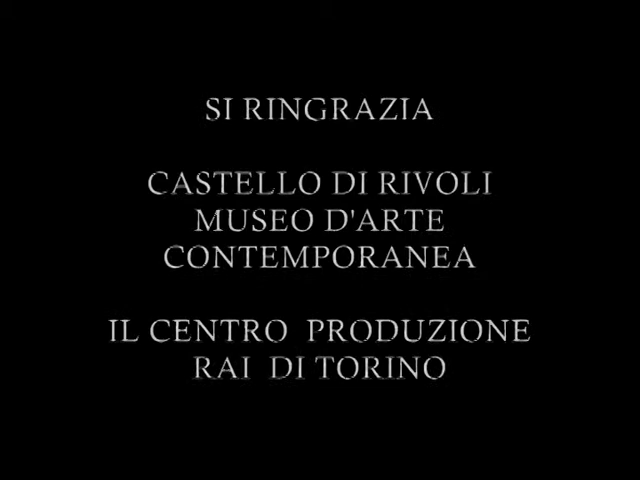 SI RINGRAZIA
CASTELLO DI RIVOLI
MUSEO D'ARTE
CONTEMPORANEA
IL CENTRO PRODUZIONE
RAI DI TORINO